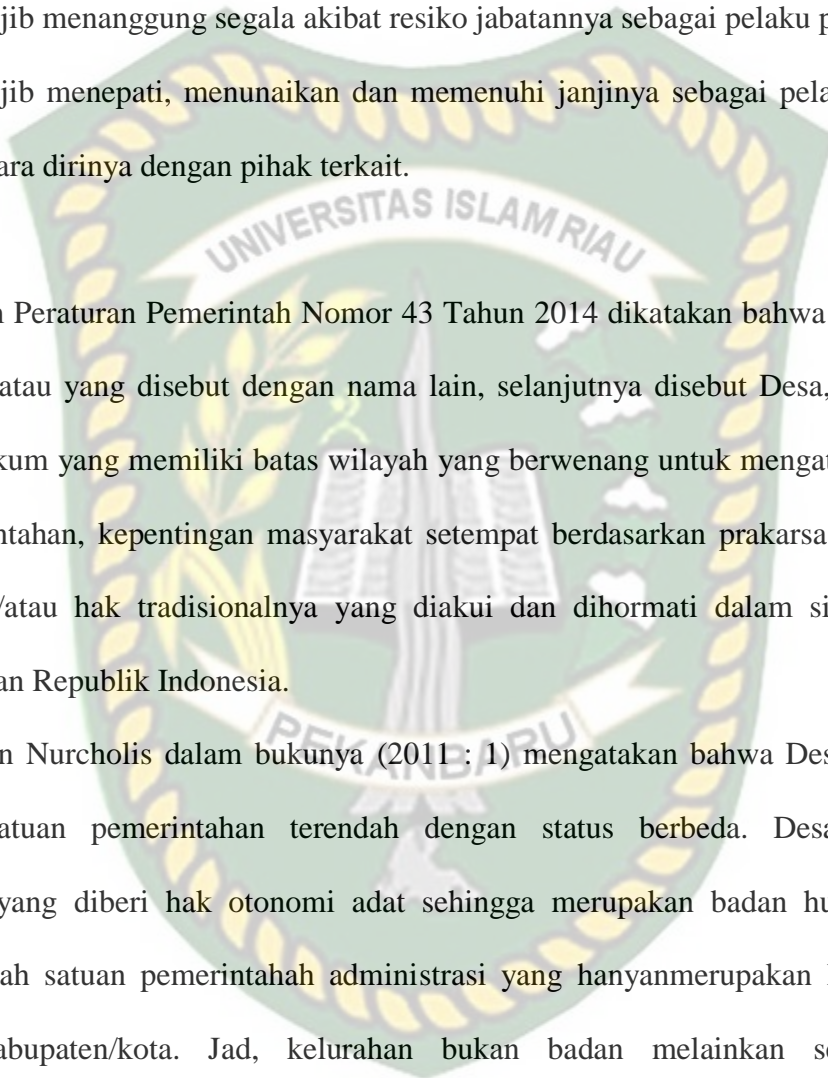 jib menanggung segala akibat resiko jabatannya sebagai pelaku p
jib menepati, menunaikan dan memenuhi janjinya sebagai pela
ara dirinya dengan pihak terkait.
UNIVERSITAS ISLAM RIAU
Peraturan Pemerintah Nomor 43 Tahun 2014 dikatakan bahwa
atau yang disebut dengan nama lain, selanjutnya disebut Desa,
kum yang memiliki batas wilayah yang berwenang untuk mengat
ntahan, kepentingan masyarakat setempat berdasarkan prakarsa
/atau hak tradisionalnya yang diakui dan dihormati dalam si
an Republik Indonesia.
PEKANBARU
n Nurcholis dalam bukunya (2011 : 1) mengatakan bahwa Des
atuan pemerintahan terendah dengan status berbeda. Desa
yang diberi hak otonomi adat sehingga merupakan badan hu
ah satuan pemerintahah administrasi yang hanyanmerupakan
abupaten/kota. Jad, kelurahan bukan badan melainkan se